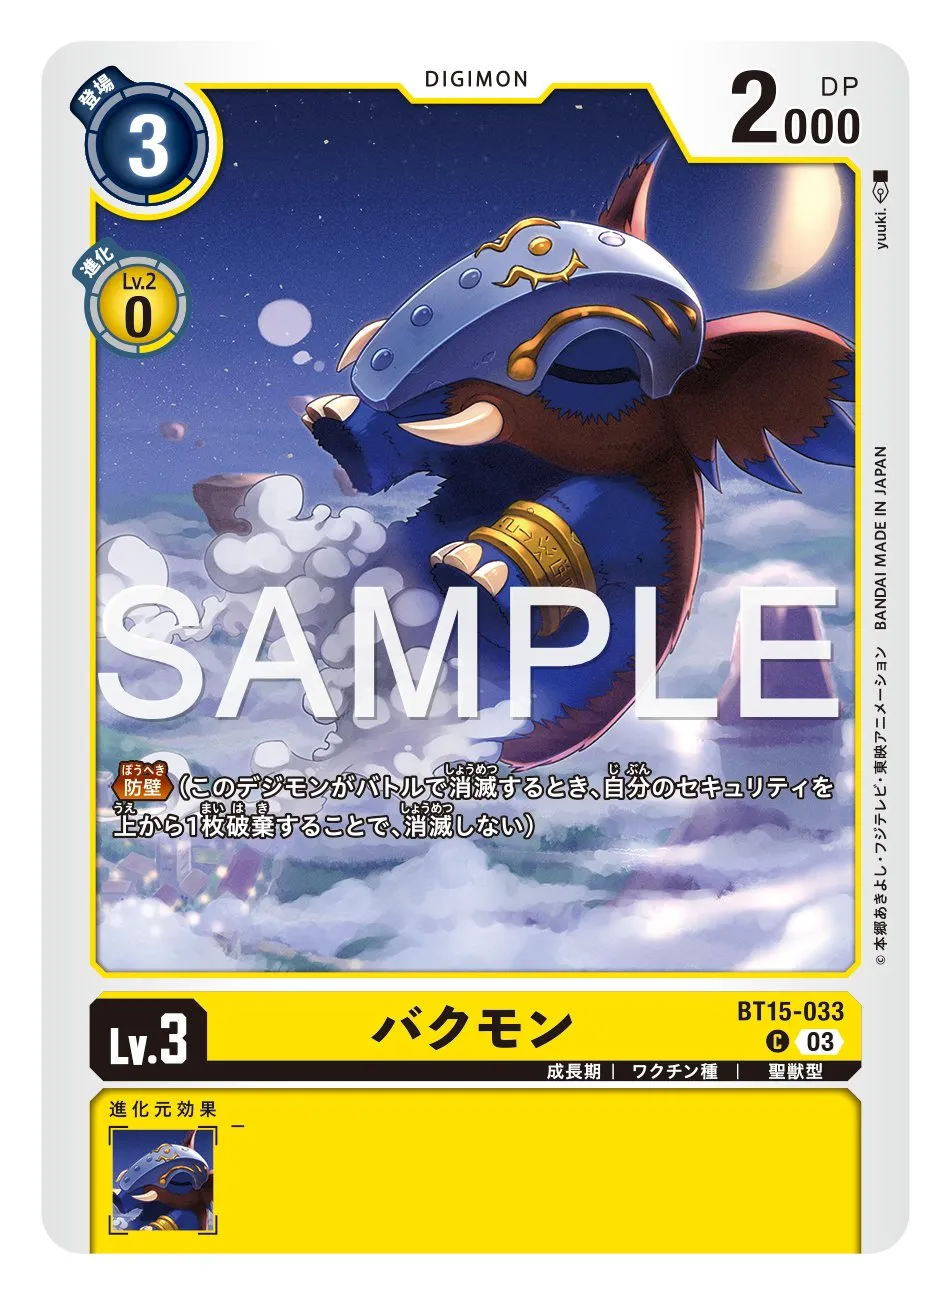 DIGIMON
登場
3
DP
2000
進化
Lv.2
0
yuuki.
SAMPLE
防壁(このデジモンがバトルで消滅するとき、自分のセキュリティを
上から1枚破棄することで、消滅しない)
©本郷あきよし・フジテレビ・東映アニメーション BANDAI MADE IN JAPAN
Lv.3
バクモン
BT15-033
C 03
成長期 | ワクチン種 | 聖獣型
進化元効果
ー